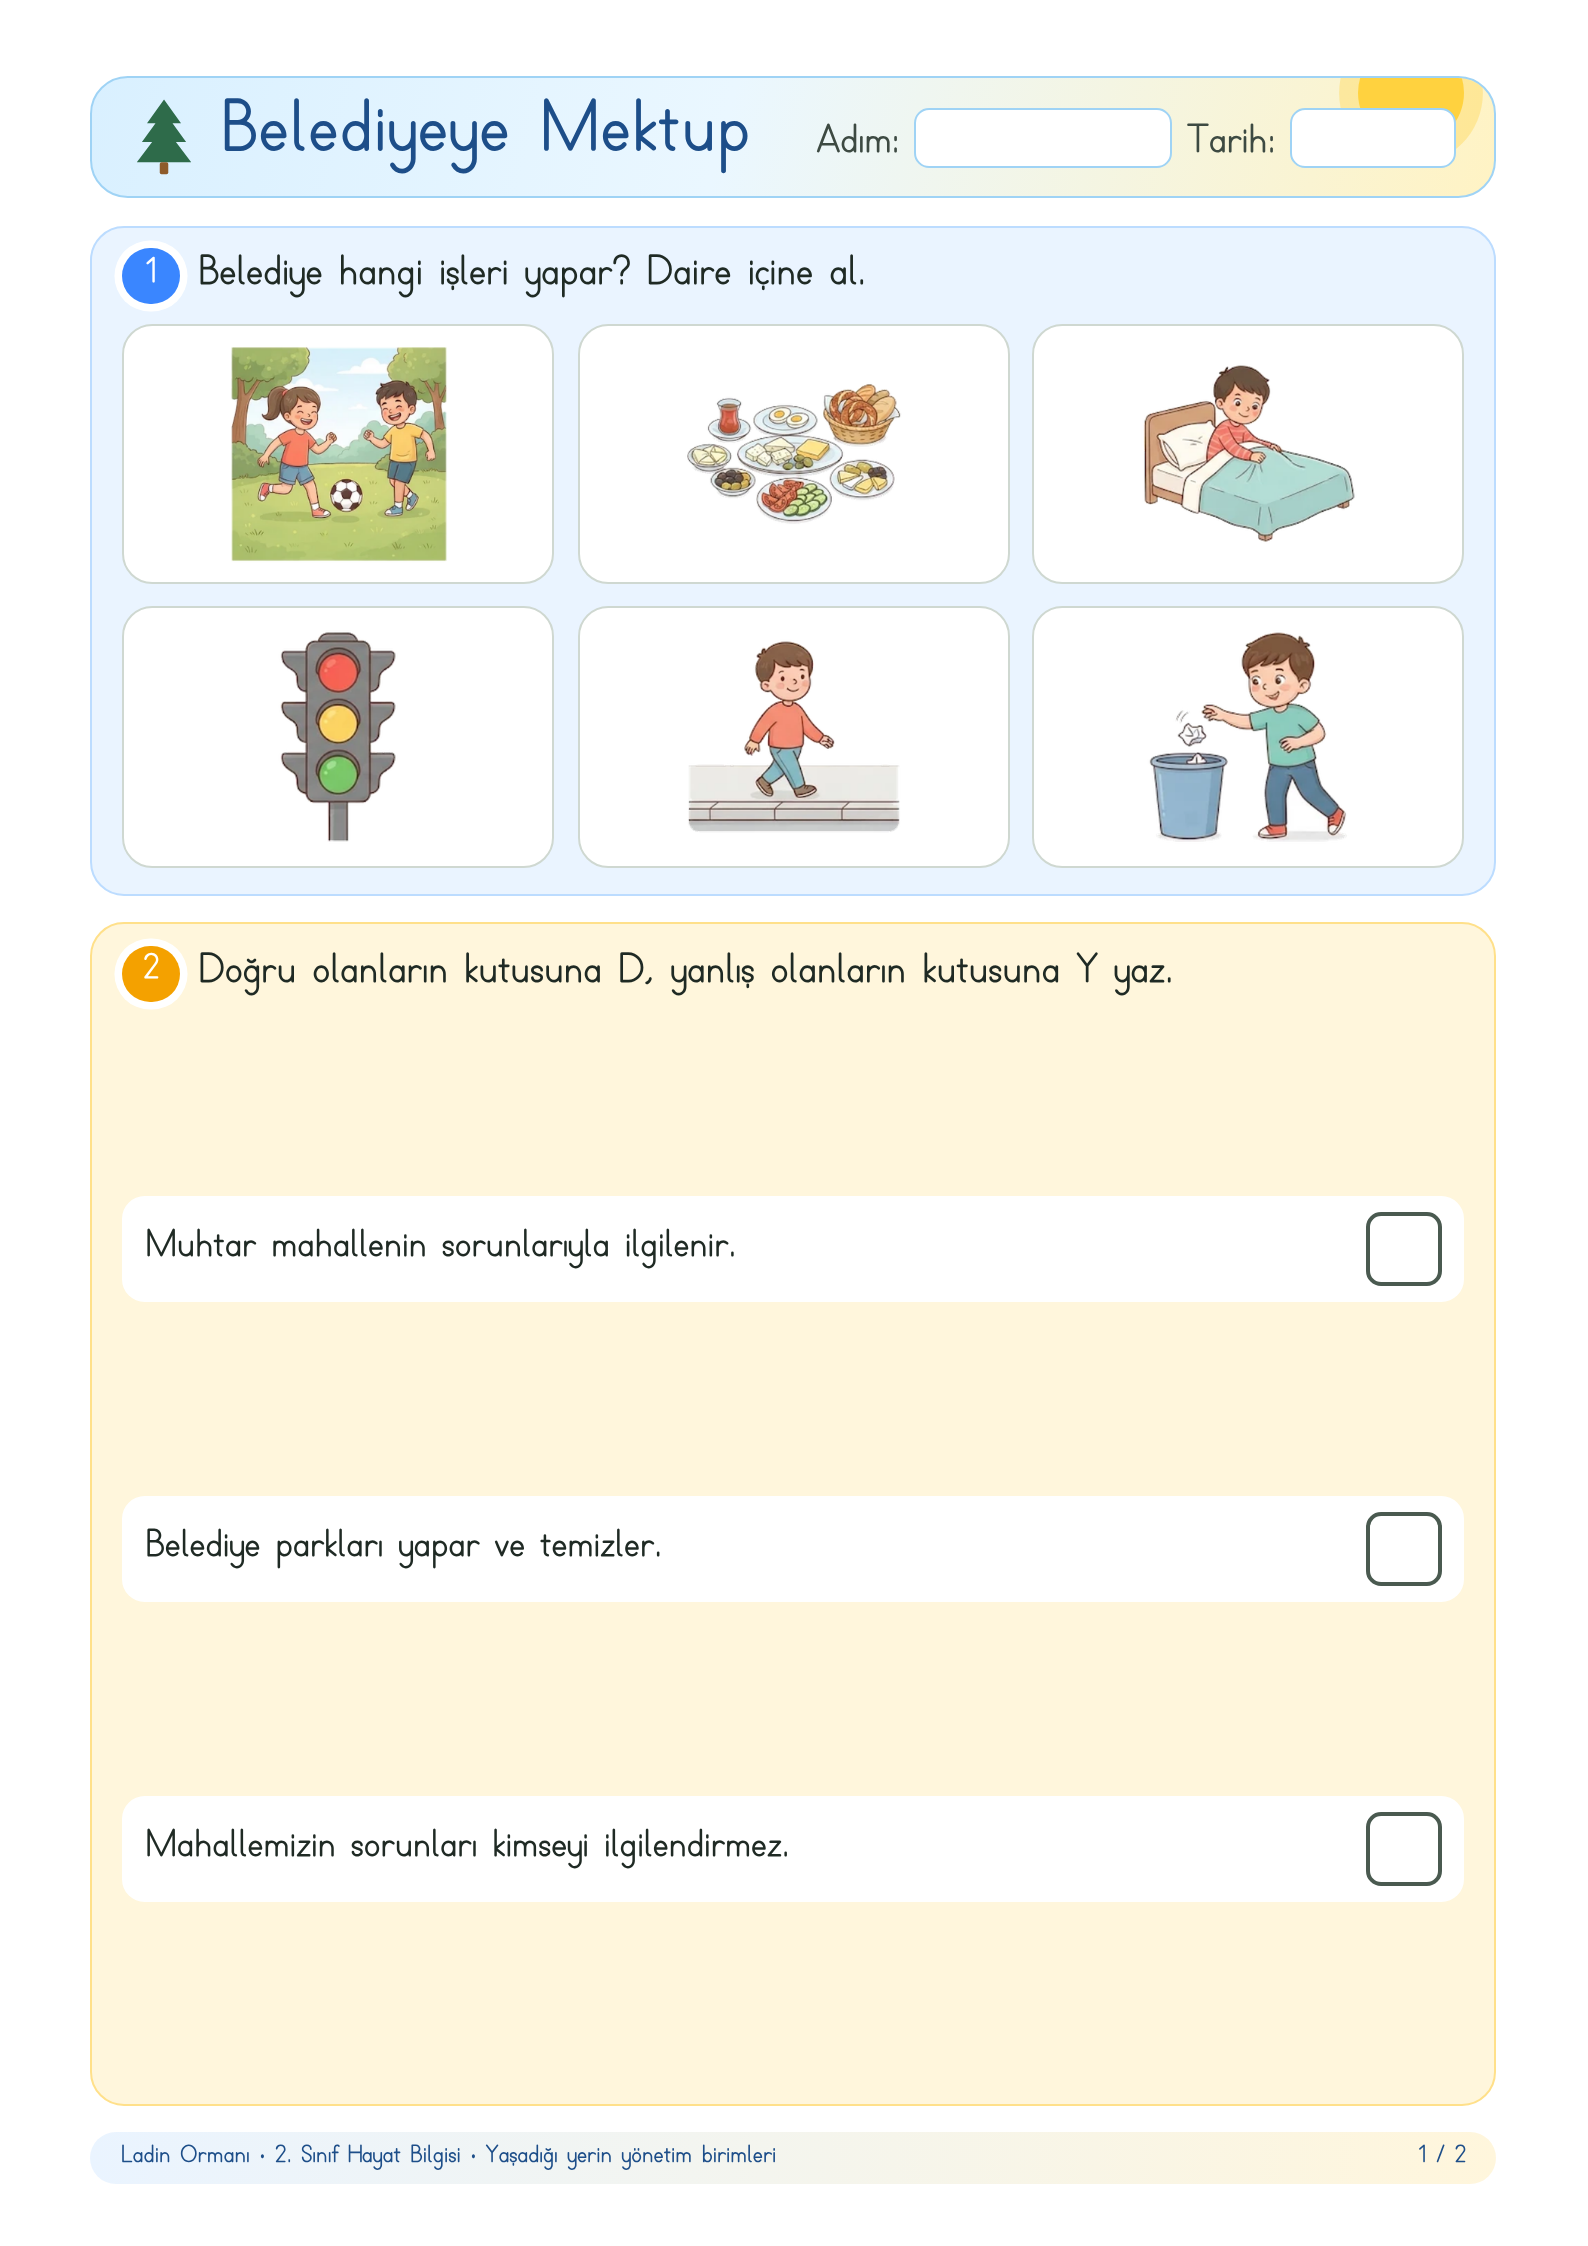 Belediyeye Mektup
Adım:
Tarih:
1 Belediye hangi işleri yapar? Daire içine al.
2 Doğru olanların kutusuna D, yanlış olanların kutusuna Y yaz.
Muhtar mahallenin sorunlarıyla ilgilenir.
Belediye parkları yapar ve temizler.
Mahallemizin sorunları kimseyi ilgilendirmez.
Ladin Ormanı • 2. Sınıf Hayat Bilgisi • Yaşadığı yerin yönetim birimleri
1 / 2